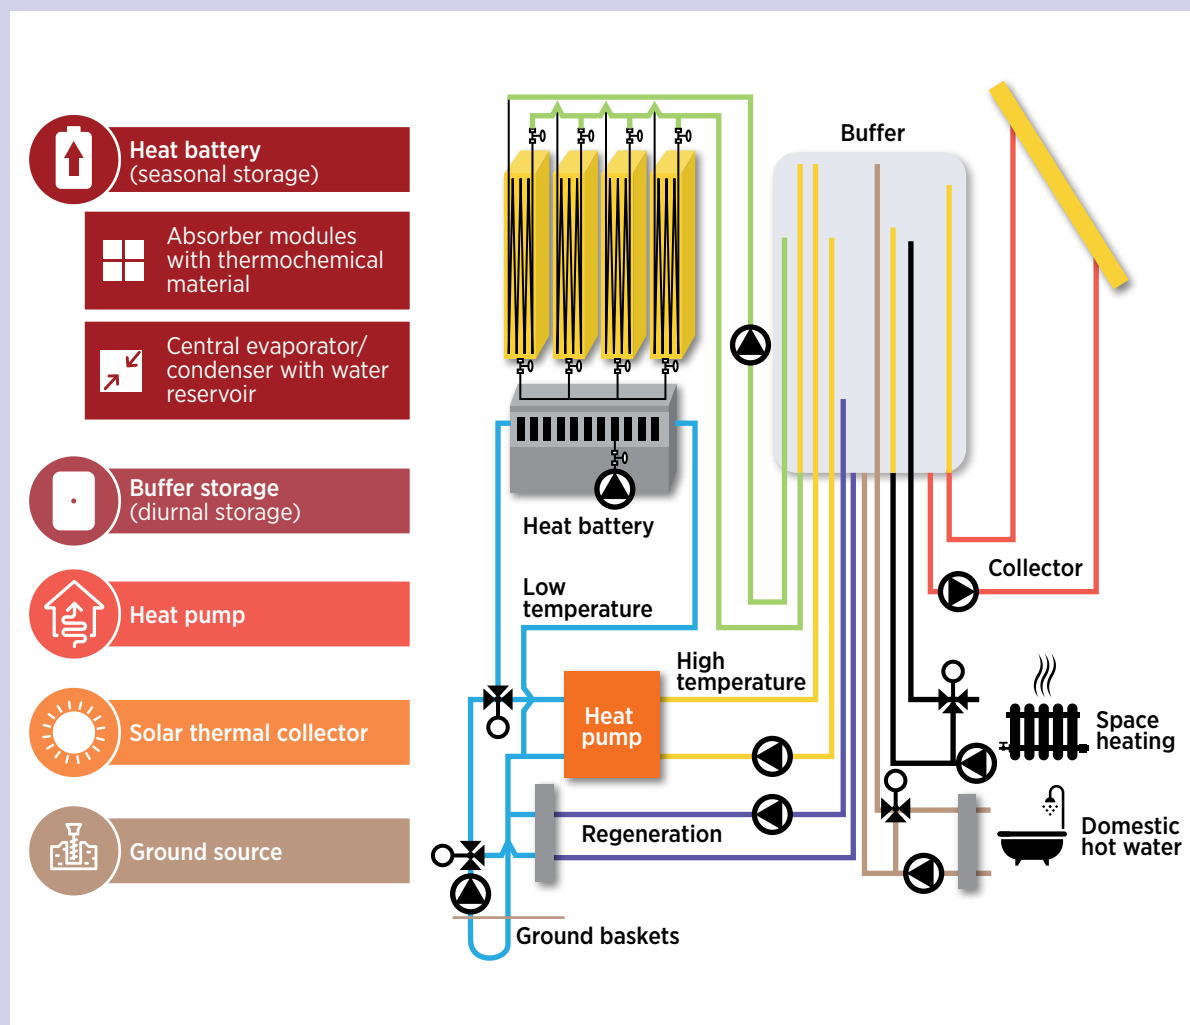 Heat battery
(seasonal storage)
Absorber modules
with thermochemical
material
Central evaporator/
condenser with water
reservoir
Buffer storage
(diurnal storage)
Heat pump
Solar thermal collector
Ground source
Buffer
Heat battery
Low
temperature
Collector
High
temperature
Heat
pump
Space
heating
Regeneration
Domestic
hot water
Ground baskets